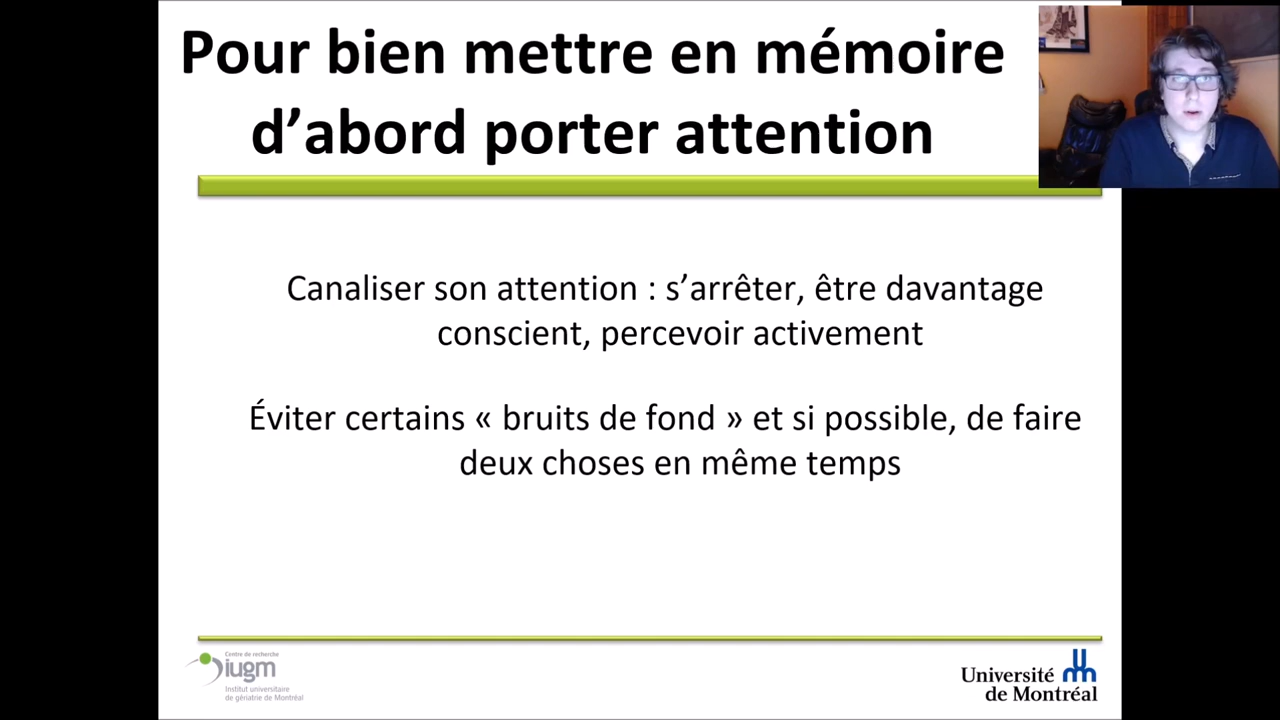 Pour bien mettre en mémoire
d’abord porter attention
Canaliser son attention : s’arrêter, être davantage
conscient, percevoir activement
Éviter certains « bruits de fond » et si possible, de faire
deux choses en même temps
Centre de recherche
iugm
Institut universitaire
de gériatrie de Montréal
Université
de Montréal